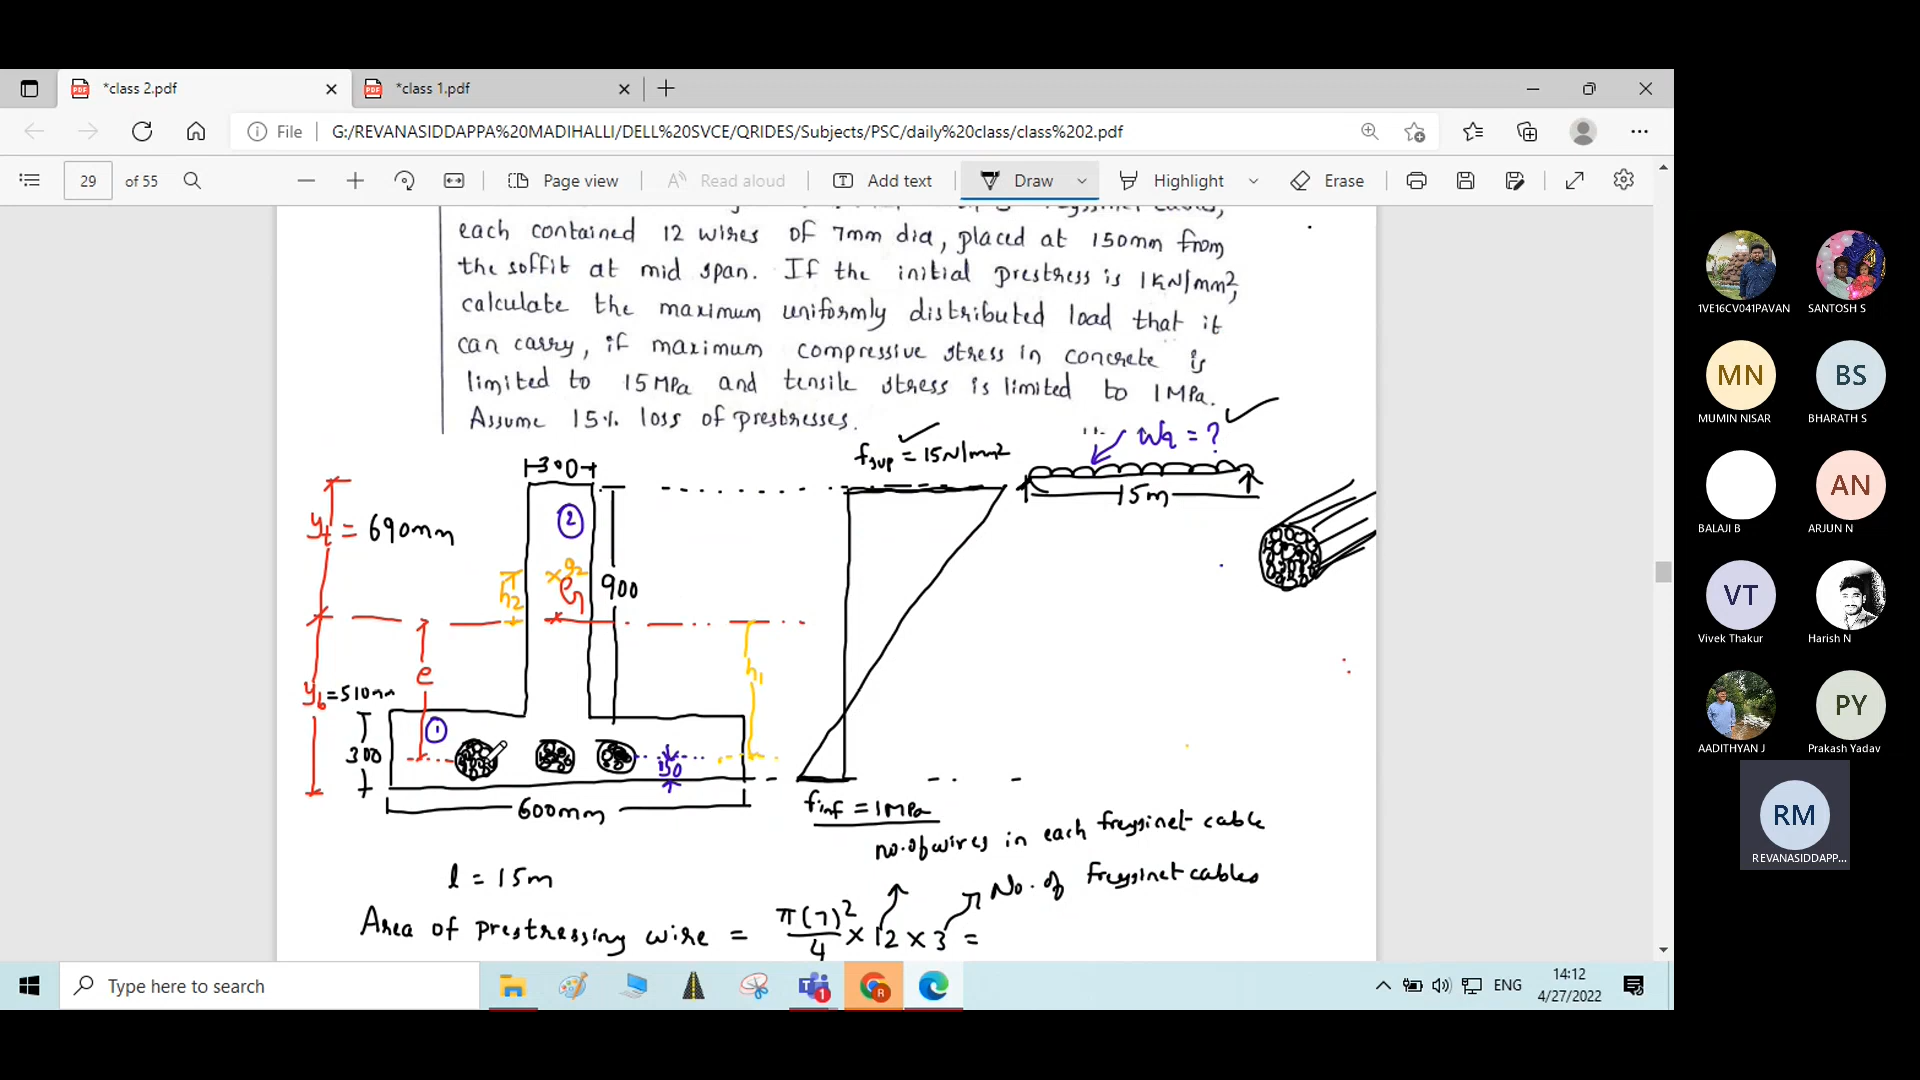 *class 2.pdf
*class 1.pdf
File
G:/REVANASIDDAPPA%20MADIHALLI/DELL%20SVCE/QRIDES/Subjects/PSC/daily%20class/class%202.pdf
29 of 55
Page view
Read aloud
Add text
Draw
Highlight
Erase
each contained 12 wires of 7mm dia, placed at 150mm from
the soffit at mid span. If the initial prestress is 1KN/mm2,
calculate the maximum uniformly distributed load that it
can carry, if maximum compressive stress in concrete is
limited to 15MPa and tensile stress is limited to 1MPa.
Assume 15% loss of prestresses.
300
fsup = 15N/mm2
Wq = ?
15m
2
yt = 690mm
h2
g2
900
e
h1
yb = 510mm
1
300
150
600mm
finf = 1MPa
no. of wires in each freyssinet cable
l = 15m
No. of Freyssinet cables
Area of prestressing wire = π(7)2/4 × 12 × 3 =
1VE16CV041PAVAN
SANTOSH S
MN
MUMIN NISAR
BS
BHARATH S
BALAJI B
AN
ARJUN N
VT
Vivek Thakur
Harish N
AADITHYAN J
PY
Prakash Yadav
RM
REVANASIDDAPP...
Type here to search
1
R
ENG
14:12
4/27/2022